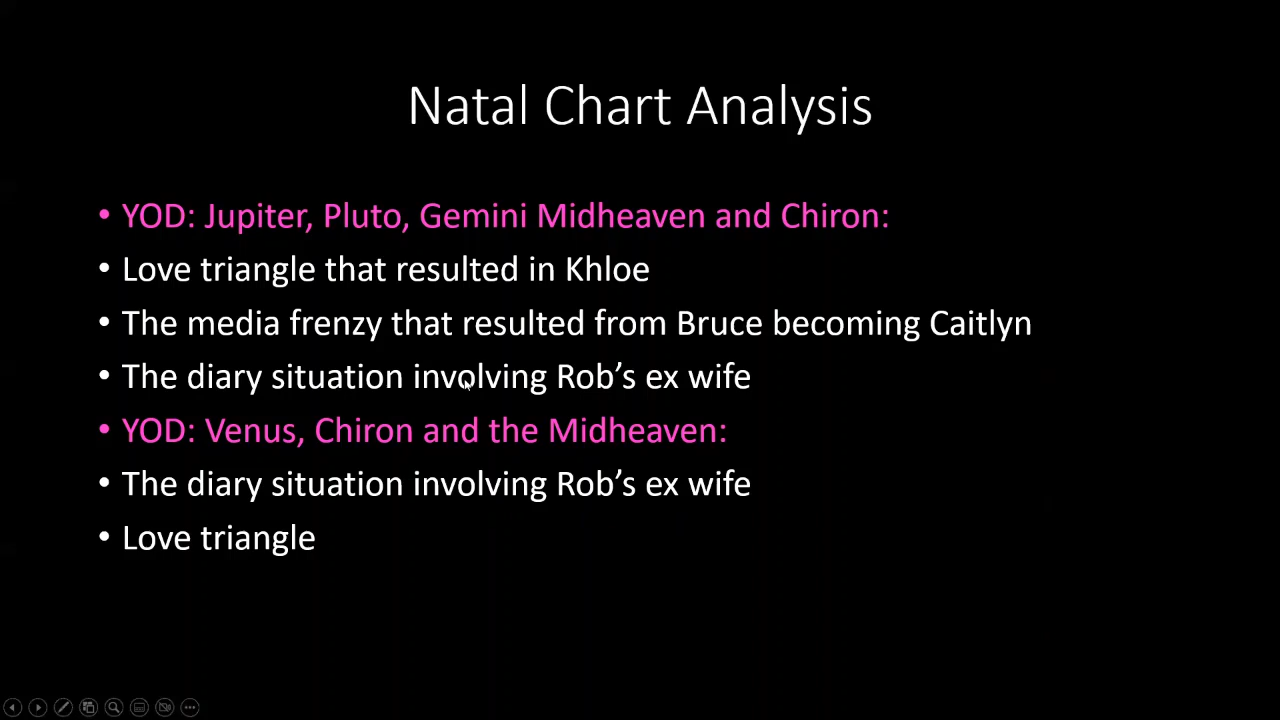 Natal Chart Analysis
• YOD: Jupiter, Pluto, Gemini Midheaven and Chiron:
• Love triangle that resulted in Khloe
• The media frenzy that resulted from Bruce becoming Caitlyn
• The diary situation involving Rob’s ex wife
• YOD: Venus, Chiron and the Midheaven:
• The diary situation involving Rob’s ex wife
• Love triangle